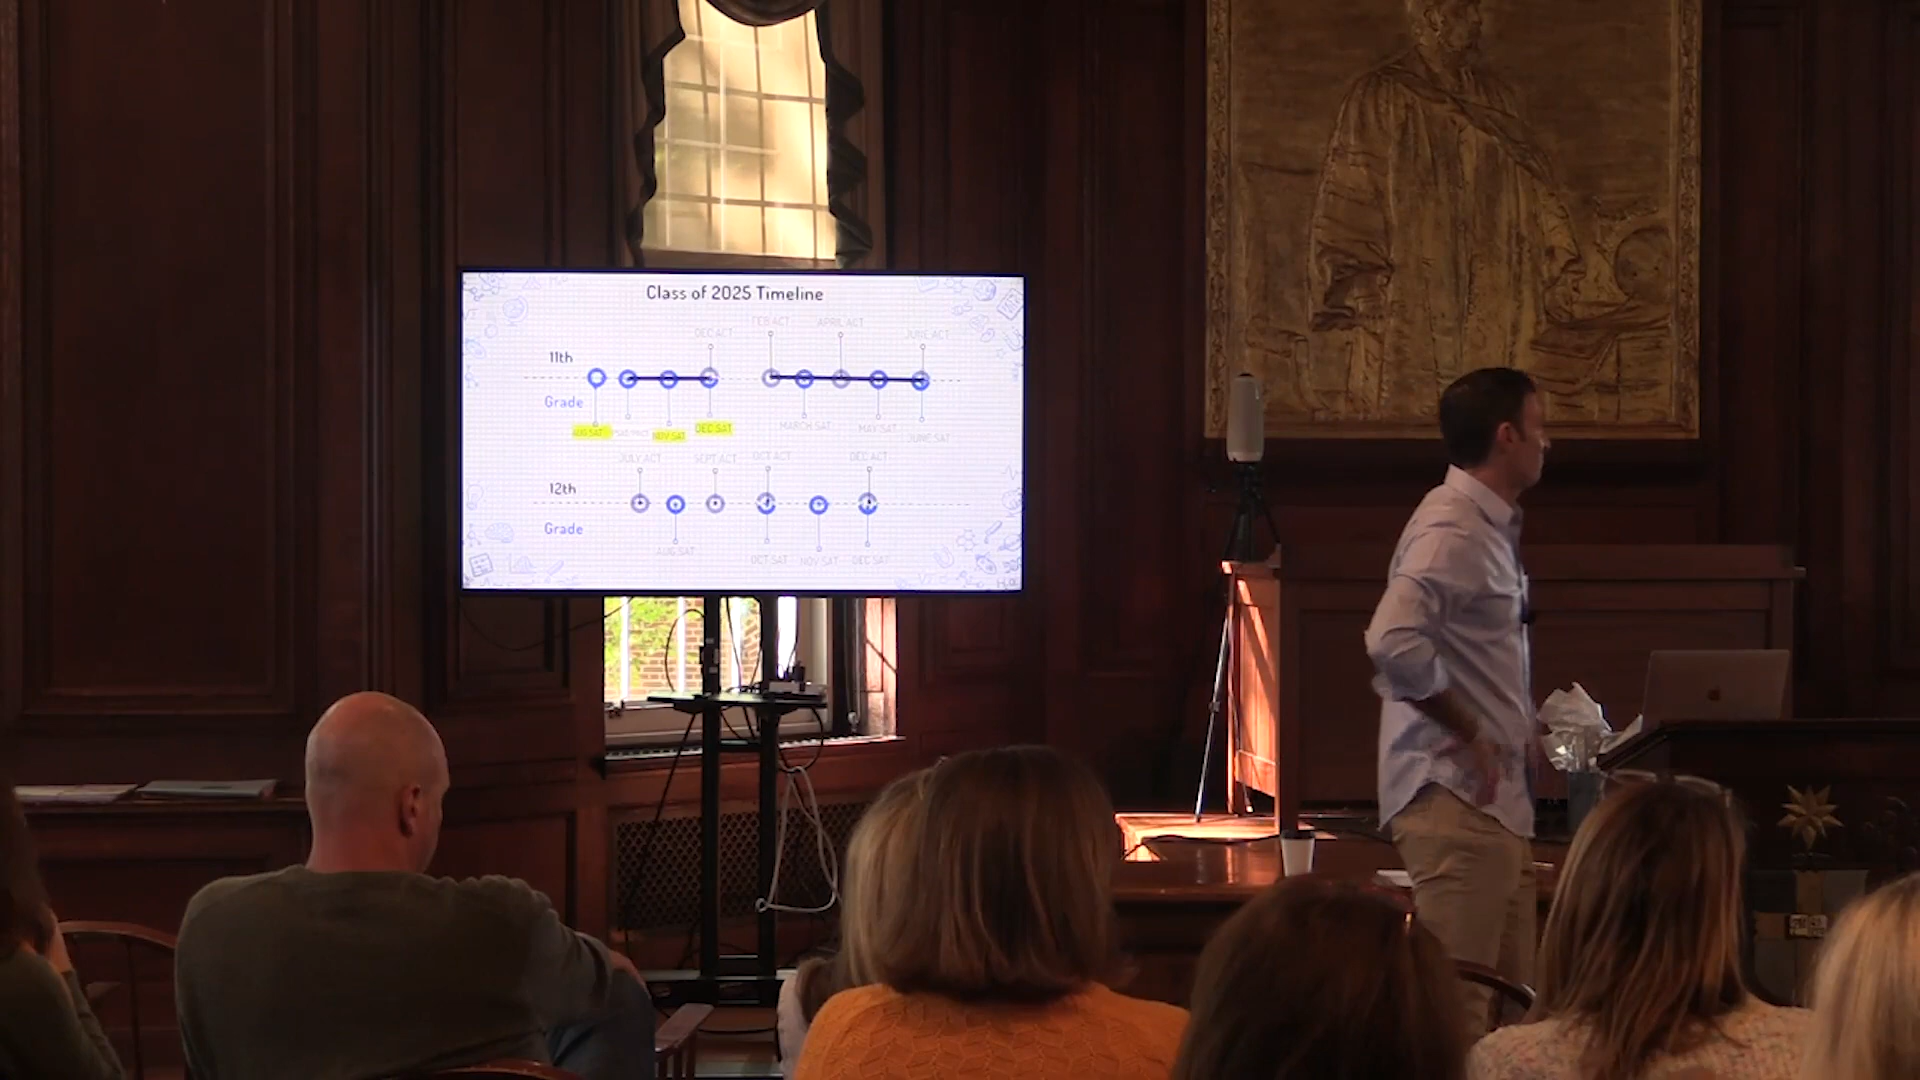 Class of 2025 Timeline
FEB ACT
APRIL ACT
DEC ACT
JUNE ACT
11th
Grade
AUG SAT
NOV SAT
DEC SAT
MARCH SAT
MAY SAT
JUNE SAT
JULY ACT
SEPT ACT
OCT ACT
DEC ACT
12th
Grade
AUG SAT
OCT SAT
NOV SAT
DEC SAT